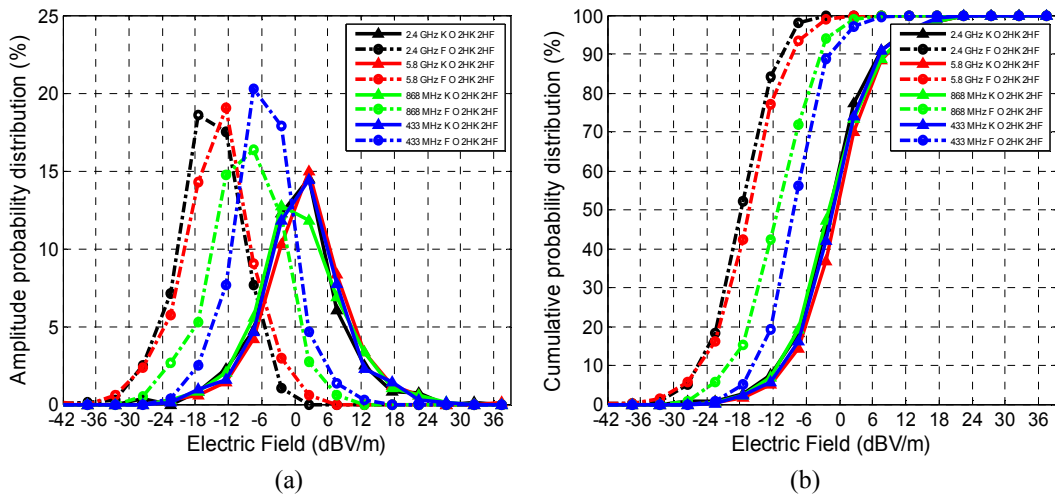 25
20
15
10
5
0
Amplitude probability distribution (%)
2.4 GHz K O 2HK 2HF
2.4 GHz F O 2HK 2HF
5.8 GHz K O 2HK 2HF
5.8 GHz F O 2HK 2HF
868 MHz K O 2HK 2HF
868 MHz F O 2HK 2HF
433 MHz K O 2HK 2HF
433 MHz F O 2HK 2HF
-42 -36 -30 -24 -18 -12 -6 0 6 12 18 24 30 36
Electric Field (dBV/m)
(a)
100
90
80
70
60
50
40
30
20
10
0
Cumulative probability distribution (%)
2.4 GHz K O 2HK 2HF
2.4 GHz F O 2HK 2HF
5.8 GHz K O 2HK 2HF
5.8 GHz F O 2HK 2HF
868 MHz K O 2HK 2HF
868 MHz F O 2HK 2HF
433 MHz K O 2HK 2HF
433 MHz F O 2HK 2HF
-42 -36 -30 -24 -18 -12 -6 0 6 12 18 24 30 36
Electric Field (dBV/m)
(b)